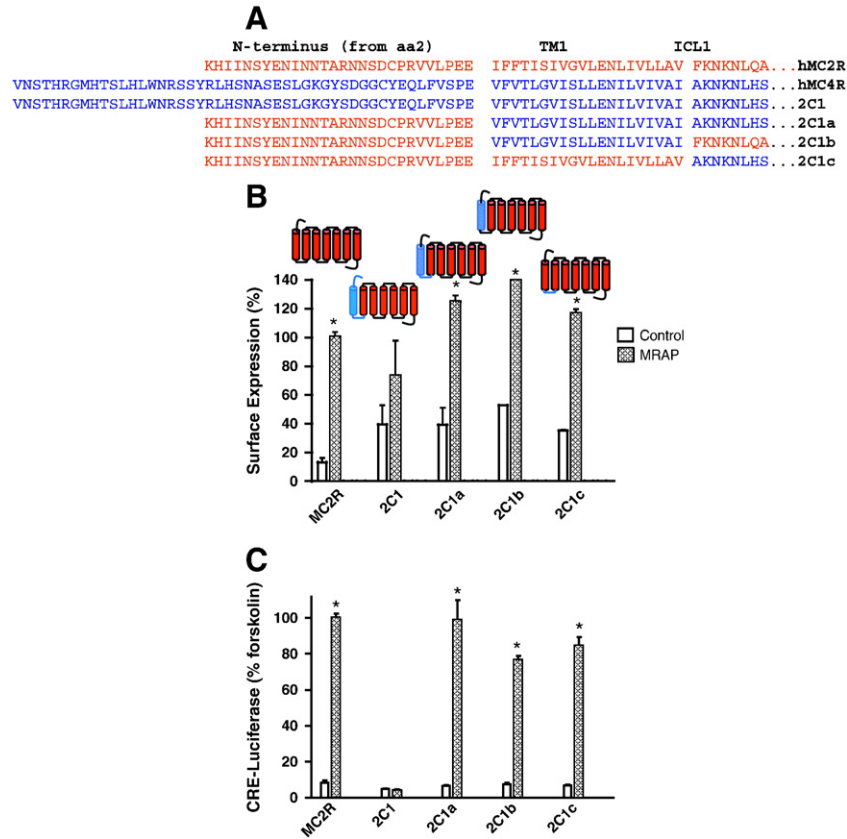 A
N-terminus (from aa2) TM1 ICL1
KHIINSYENINNTARNNSDCPRVVLPEE IFFTISIVGVLENLIVLLAV FKNKNLQA...hMC2R
VNSTHRGMHTSLHLWNRSSYRLHSNASESLGKGYSDGGCYEQLFVSPE VFVTLGVISLLENILVIVAI AKNKNLHS...hMC4R
VNSTHRGMHTSLHLWNRSSYRLHSNASESLGKGYSDGGCYEQLFVSPE VFVTLGVISLLENILVIVAI AKNKNLHS...2C1
KHIINSYENINNTARNNSDCPRVVLPEE VFVTLGVISLLENILVIVAI AKNKNLHS...2C1a
KHIINSYENINNTARNNSDCPRVVLPEE VFVTLGVISLLENILVIVAI FKNKNLQA...2C1b
KHIINSYENINNTARNNSDCPRVVLPEE IFFTISIVGVLENLIVLLAV AKNKNLHS...2C1c
B
Surface Expression (%)
140
120
100
80
60
40
20
0
* * * *
Control
MRAP
MC2R 2C1 2C1a 2C1b 2C1c
C
CRE-Luciferase (% forskolin)
100
80
60
40
20
0
* * * *
MC2R 2C1 2C1a 2C1b 2C1c